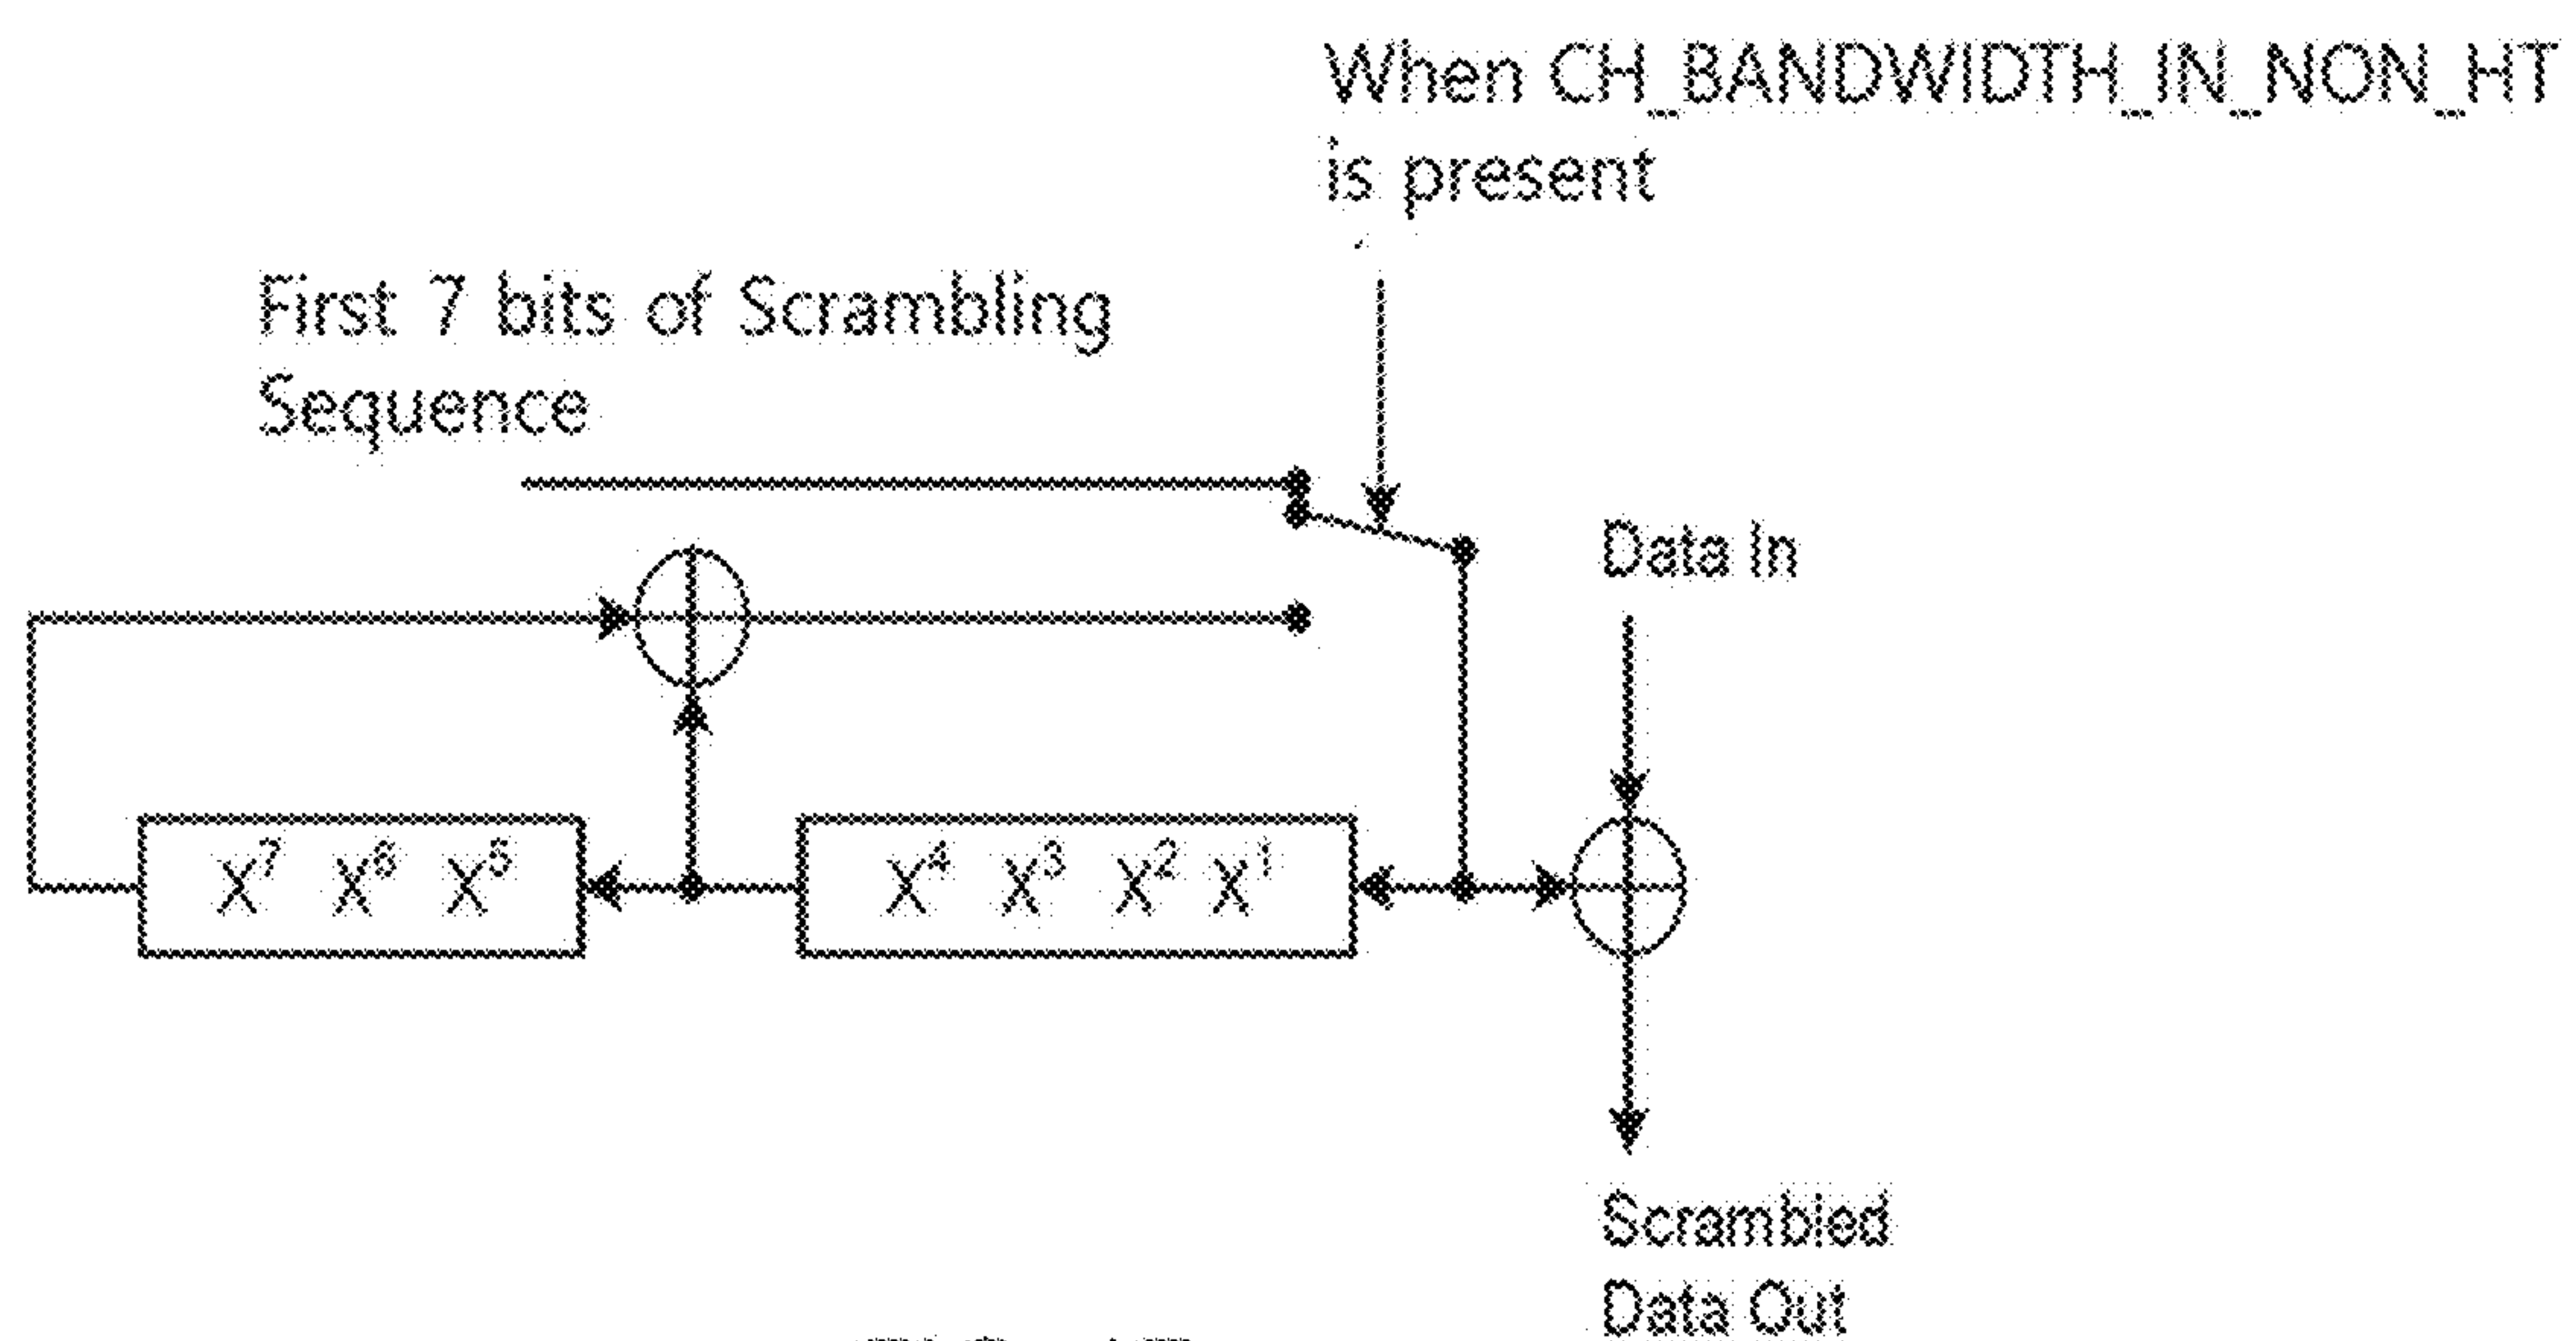 When CH_BANDWIDTH_IN_NON_HT
is present
First 7 bits of Scrambling
Sequence
Data In
X⁷ X⁶ X⁵
X⁴ X³ X² X¹
Scrambled
Data Out